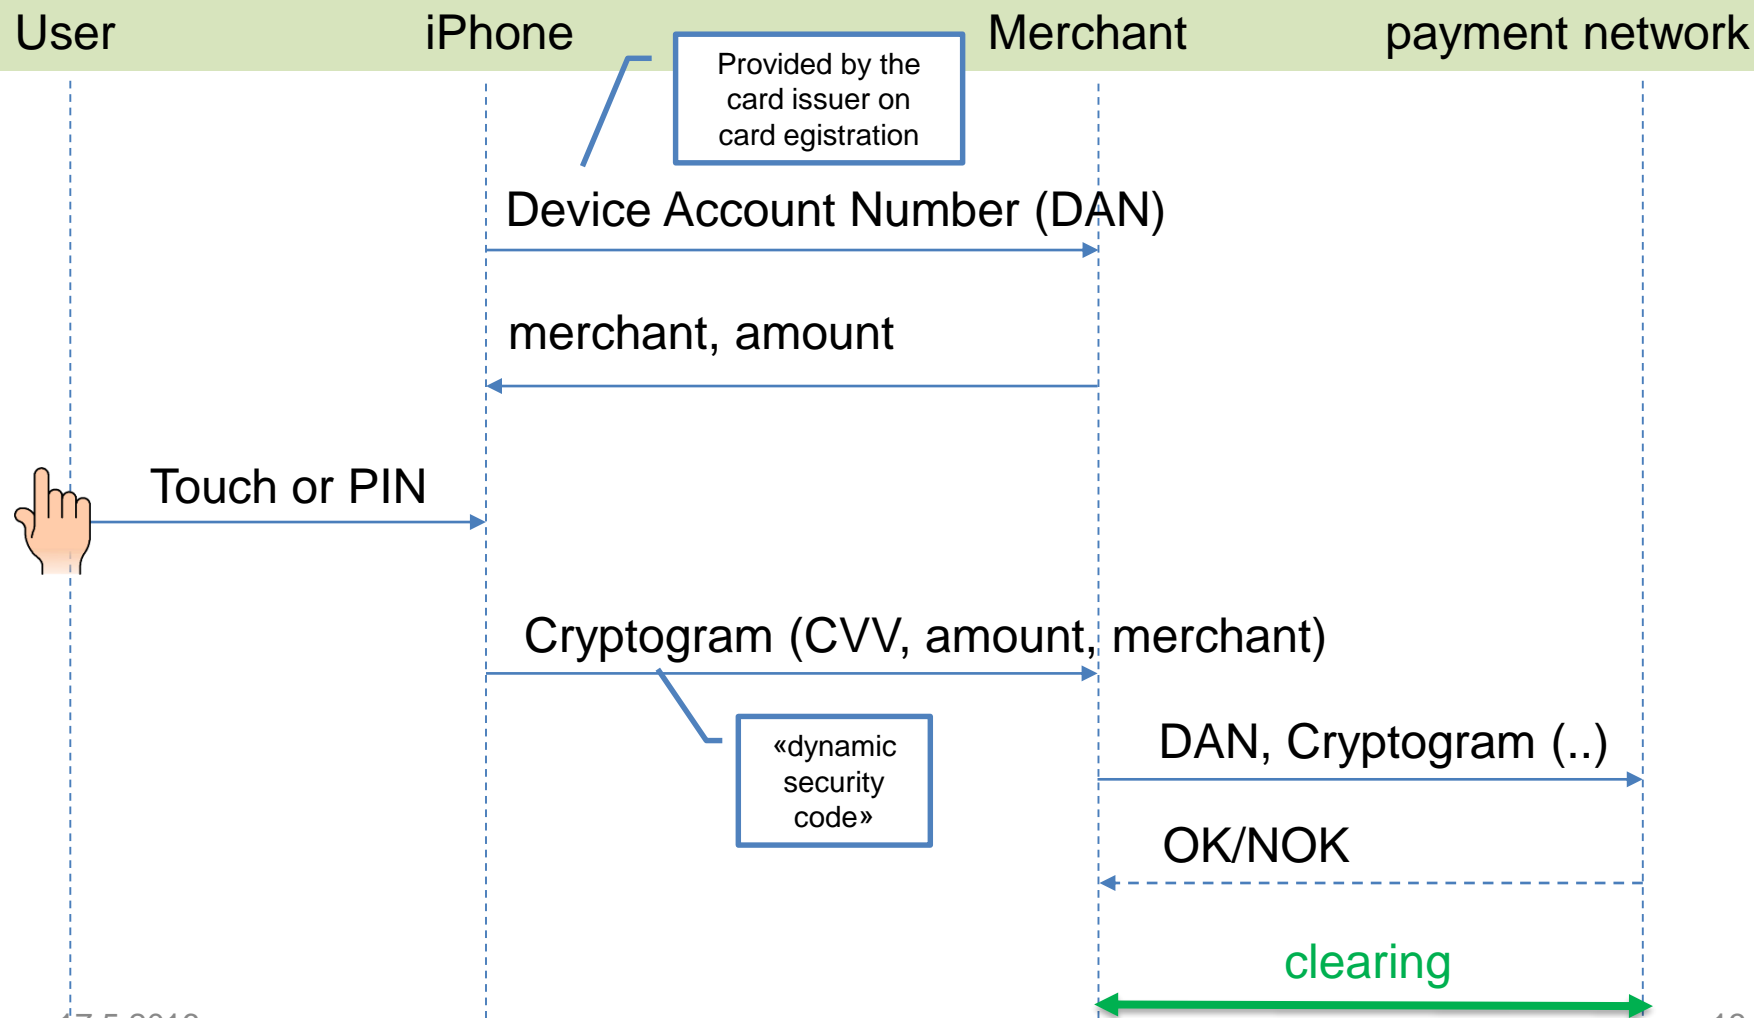 User iPhone Merchant payment network
Provided by the
card issuer on
card egistration
Device Account Number (DAN)
merchant, amount
Touch or PIN
Cryptogram (CVV, amount, merchant)
«dynamic
security
code»
DAN, Cryptogram (..)
OK/NOK
clearing